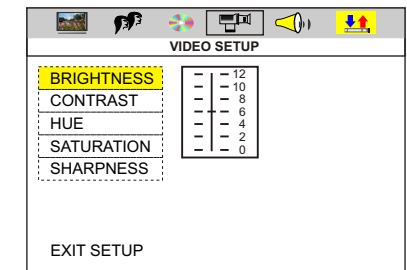 VIDEO SETUP
BRIGHTNESS
CONTRAST
HUE
SATURATION
SHARPNESS
12
10
8
6
4
2
0
EXIT SETUP